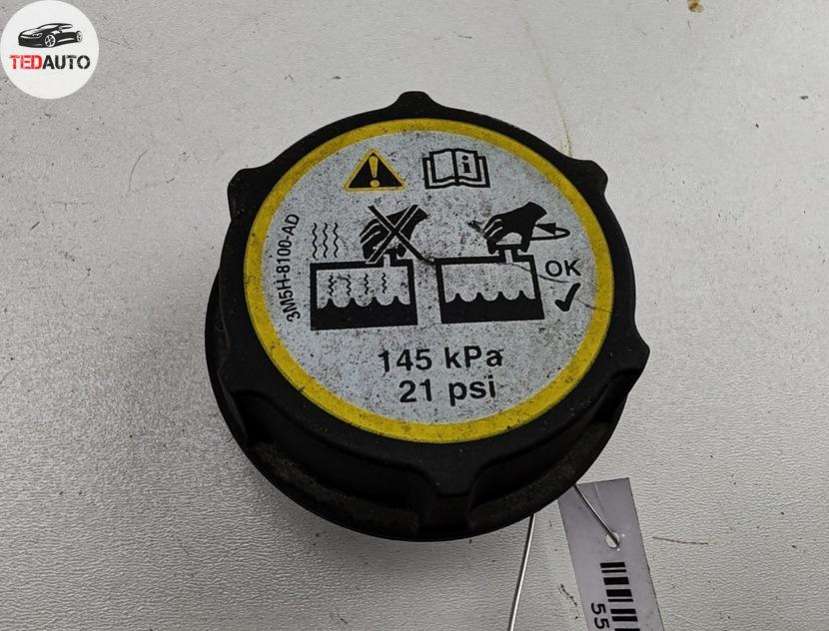 TEDAUTO
3M5H-8100-AD
OK
145 kPa
21 psi
55